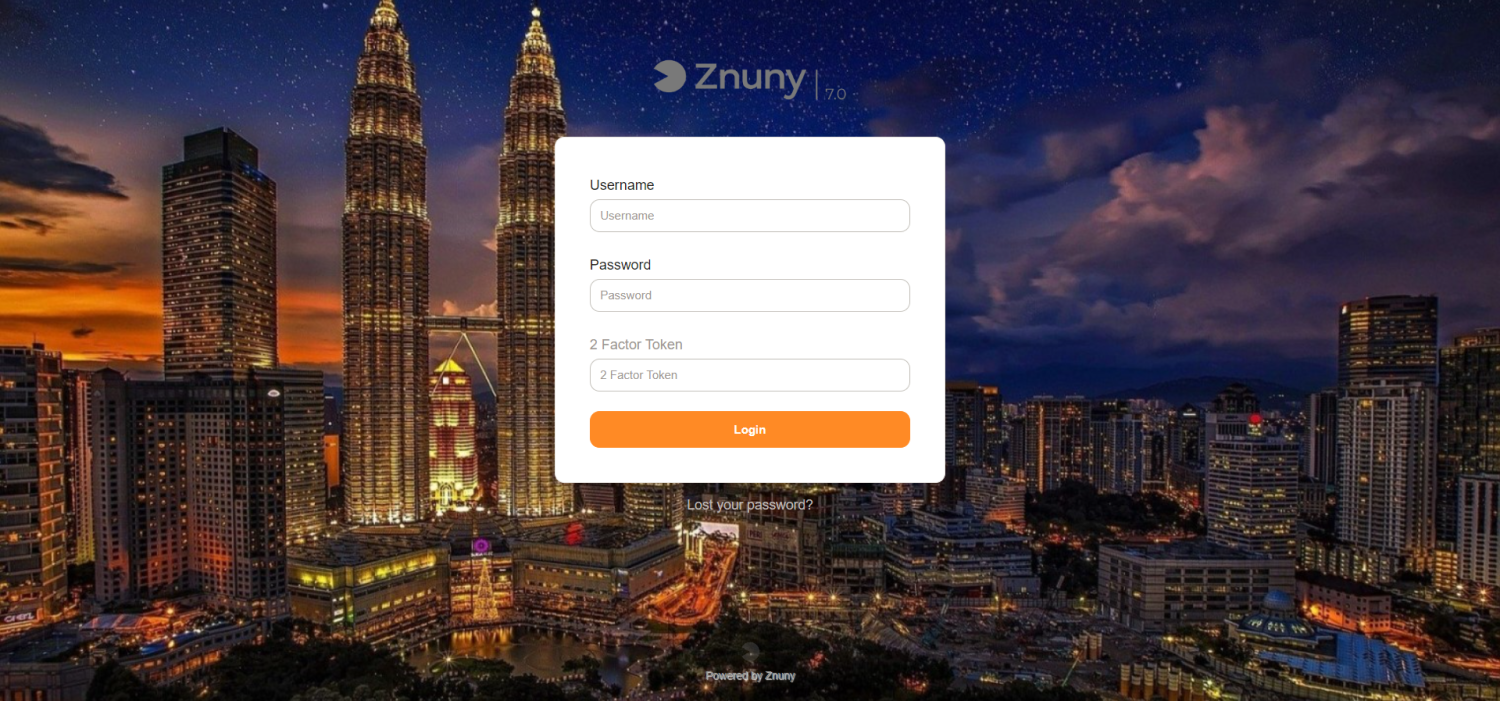 Znuny | 7.0
Username
Username
Password
Password
2 Factor Token
2 Factor Token
Login
Lost your password?
Powered by Znuny